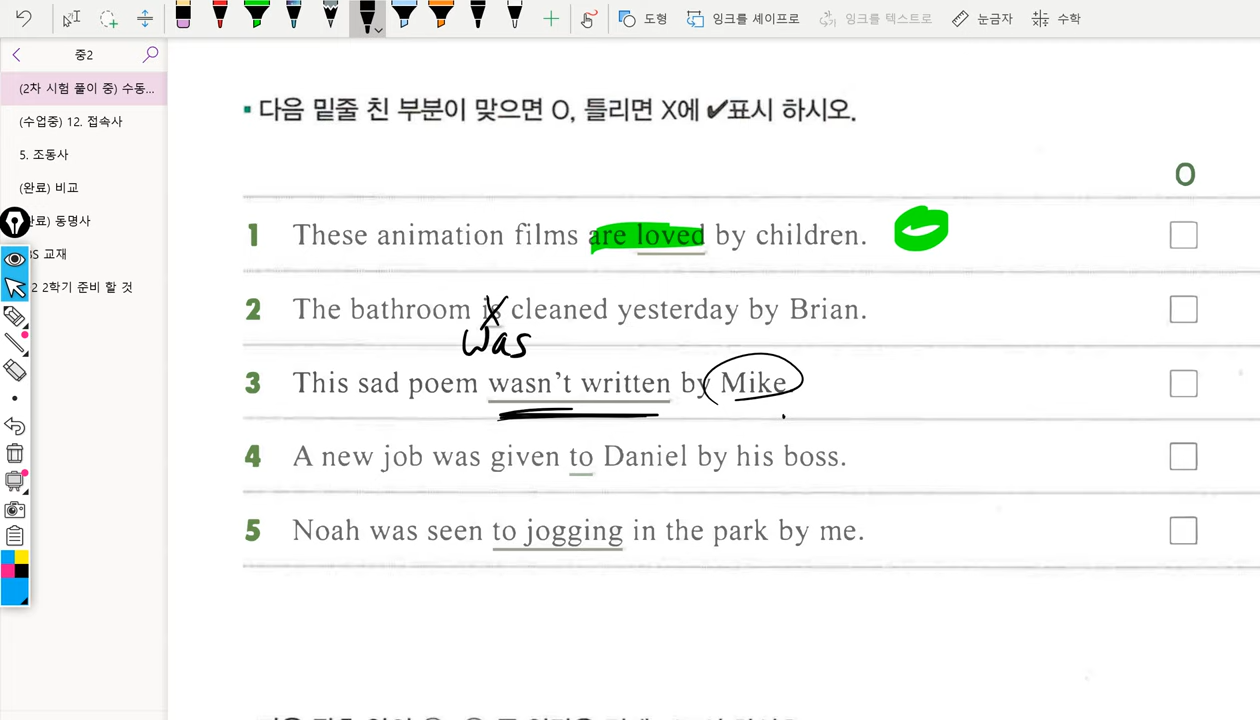 도형
잉크를 셰이프로
잉크를 텍스트로
눈금자
수학
중2
(2차 시험 풀이 중) 수동...
(수업중) 12. 접속사
5. 조동사
(완료) 비교
료) 동명사
교재
2 2학기 준비 할 것
▪ 다음 밑줄 친 부분이 맞으면 O, 틀리면 X에 ✔표시 하시오.
O
1 These animation films are loved by children.
2 The bathroom is cleaned yesterday by Brian.
X
was
3 This sad poem wasn't written by Mike.
4 A new job was given to Daniel by his boss.
5 Noah was seen to jogging in the park by me.